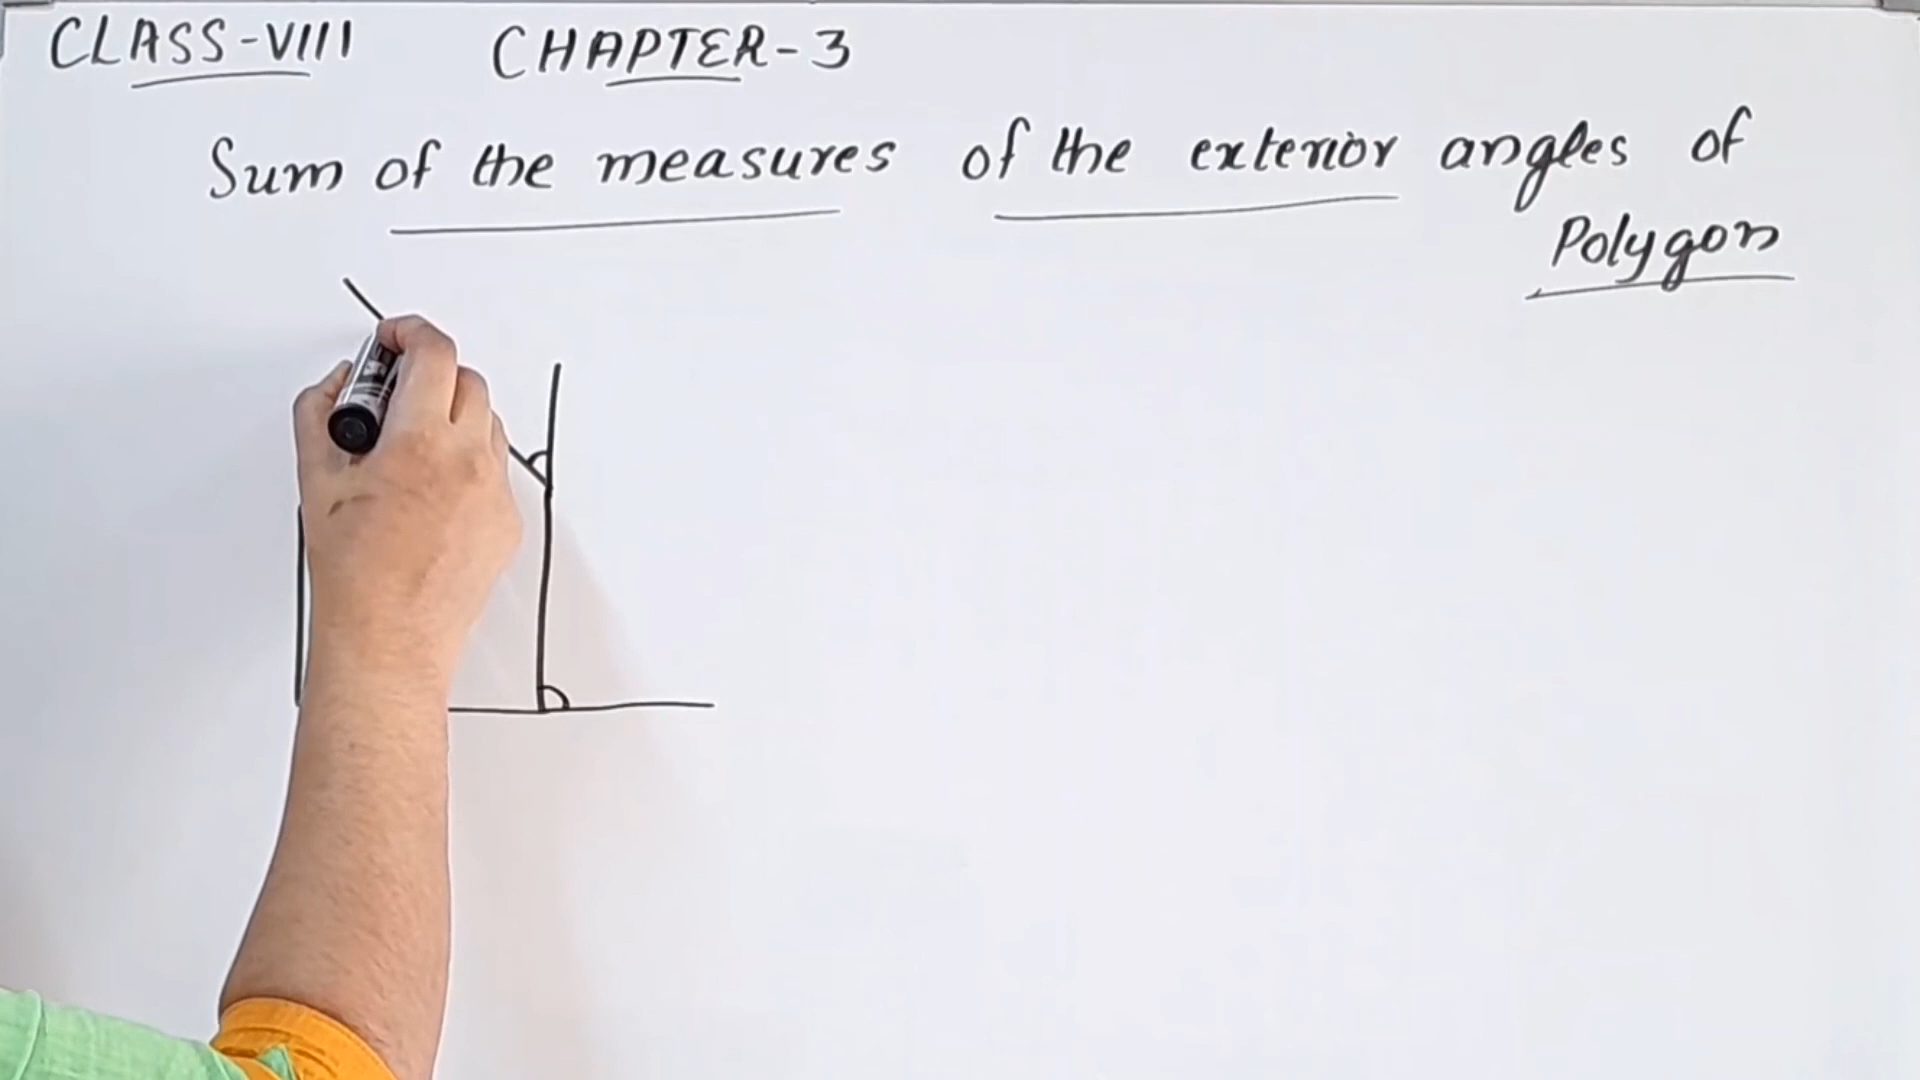 CLASS-VIII CHAPTER-3
Sum of the measures of the exterior angles of
Polygon